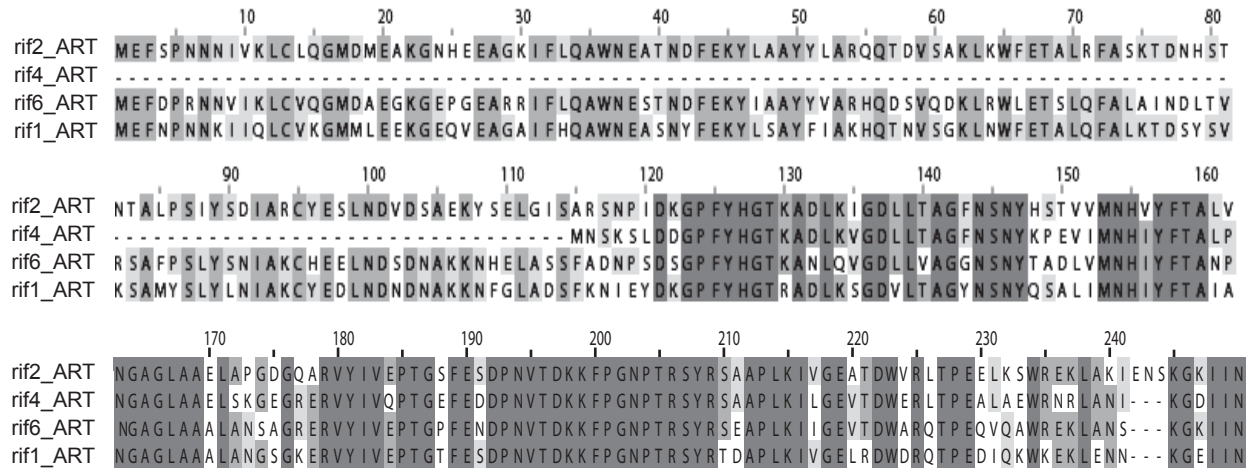 10 20 30 40 50 60 70 80
rif2_ART MEFSPNNNIVKLCLQGMDMEAKGNHEEAGKIFLQAWNEATNDFEKYLAAYYLARQQTDVSAKLKWFETALRFASKTDNHST
rif4_ART ---------------------------------------------------------------------------------
rif6_ART MEFDPRNNVIKLCVQGMDAEGKGEPGEARRIFLQAWNESTNDFEKYIAAYYVARHQDSVQDKLRWLETSLQFALAINDLTV
rif1_ART MEFNPNNKIIQLCVKGMMLEEKGEQVEAGAIFHQAWNEASNYFEKYLSAYFIAKHQTNVSGKLNWFETALQFALKTDSYSV
90 100 110 120 130 140 150 160
rif2_ART NTALPSIYSDIARCYESLNDVDSAEKYSELGISARSNPIDKGPFYHGTKADLKIGDLLTAGFNSNYHSTVVMNHVYFTALV
rif4_ART ---------------------------------MNSKSLDDGPFYHGTKADLKVGDLLTAGFNSNYKPEVIMNHIYFTALP
rif6_ART RSAFPSLYSNIAKCHEELNDSDNAKKNHELASSFADNPSDSGPFYHGTKANLQVGDLLVAGGNSNYTADLVMNHIYFTANP
rif1_ART KSAMYSLYLNIAKCYEDLNDNDNAKKNFGLADSFKNIEYDKGPFYHGTRADLKSGDVLTAGYNSNYQSALIMNHIYFTAIA
170 180 190 200 210 220 230 240
rif2_ART NGAGLAAELAPGDGQARVYIVEPTGSFESDPNVTDKKFPGNPTRSYRSAAPLKIVGEATDWVRLTPEELKSWREKLAKIENSKGKIIN
rif4_ART NGAGLAAELSKGEGRERVYIVQPTGEFEDDPNVTDKKFPGNPTRSYRSAAPLKILGEVTDWERLTPEALAEWRNRLANI---KGDIIN
rif6_ART NGAGLAAALANSAGRERVYIVEPTGPFENDPNVTDKKFPGNPTRSYRSEAPLKIIGEVTDWARQTPEQVQAWREKLANS---KGKIIN
rif1_ART NGAGLAAALANGSGKERVYIVEPTGTFESDPNVTDKKFPGNPTRSYRTDAPLKIVGELRDWDRQTPEDIQKWKEKLENN---KGEIIN